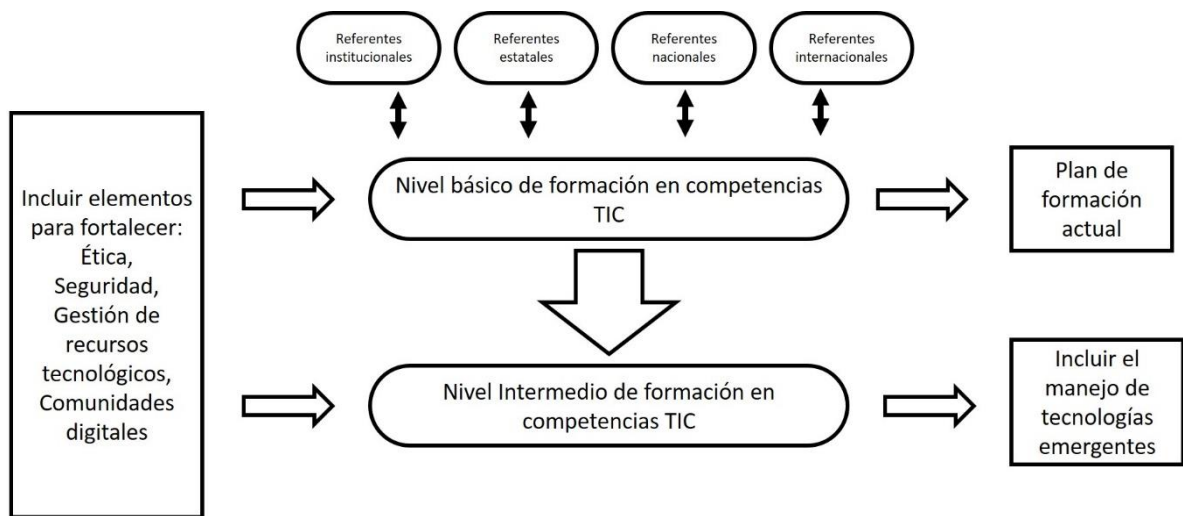 Referentes
institucionales
Referentes
estatales
Referentes
nacionales
Referentes
internacionales
Incluir elementos
para fortalecer:
Ética,
Seguridad,
Gestión de
recursos
tecnológicos,
Comunidades
digitales
Nivel básico de formación en competencias
TIC
Plan de
formación
actual
Nivel Intermedio de formación en
competencias TIC
Incluir el
manejo de
tecnologías
emergentes